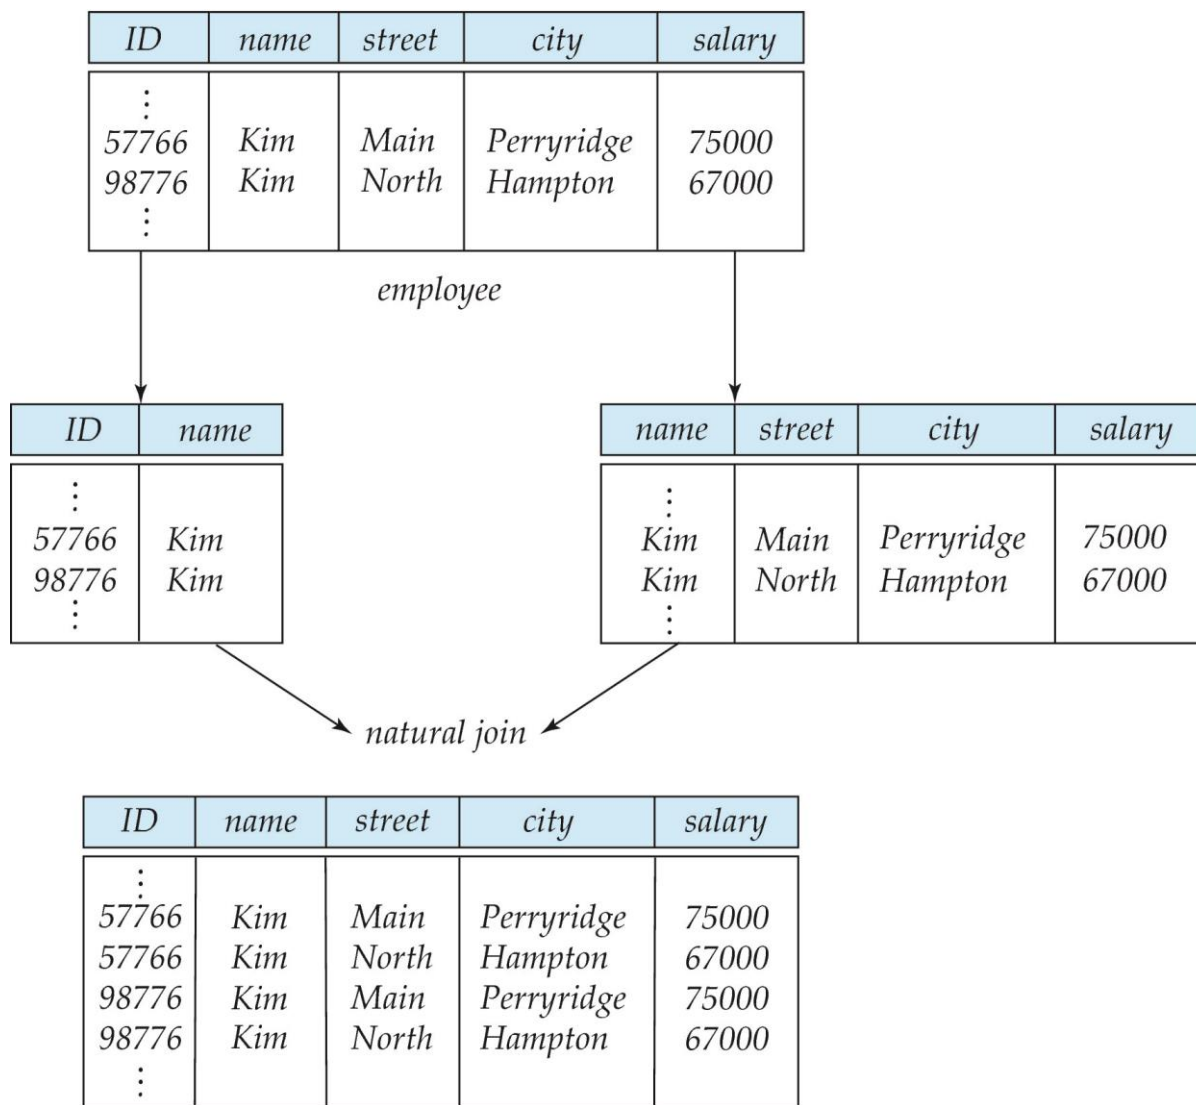 ID name street city salary
⋮
57766 Kim Main Perryridge 75000
98776 Kim North Hampton 67000
⋮
employee
ID name
⋮
57766 Kim
98776 Kim
⋮
name street city salary
⋮
Kim Main Perryridge 75000
Kim North Hampton 67000
⋮
natural join
ID name street city salary
⋮
57766 Kim Main Perryridge 75000
57766 Kim North Hampton 67000
98776 Kim Main Perryridge 75000
98776 Kim North Hampton 67000
⋮